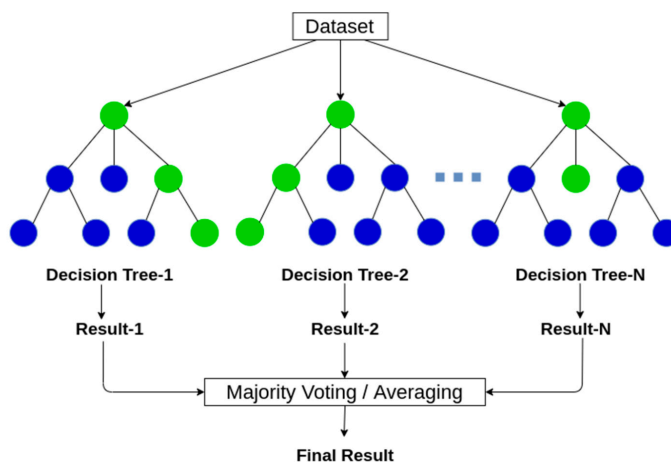 Dataset
Decision Tree-1
Decision Tree-2
Decision Tree-N
Result-1
Result-2
Result-N
Majority Voting / Averaging
Final Result